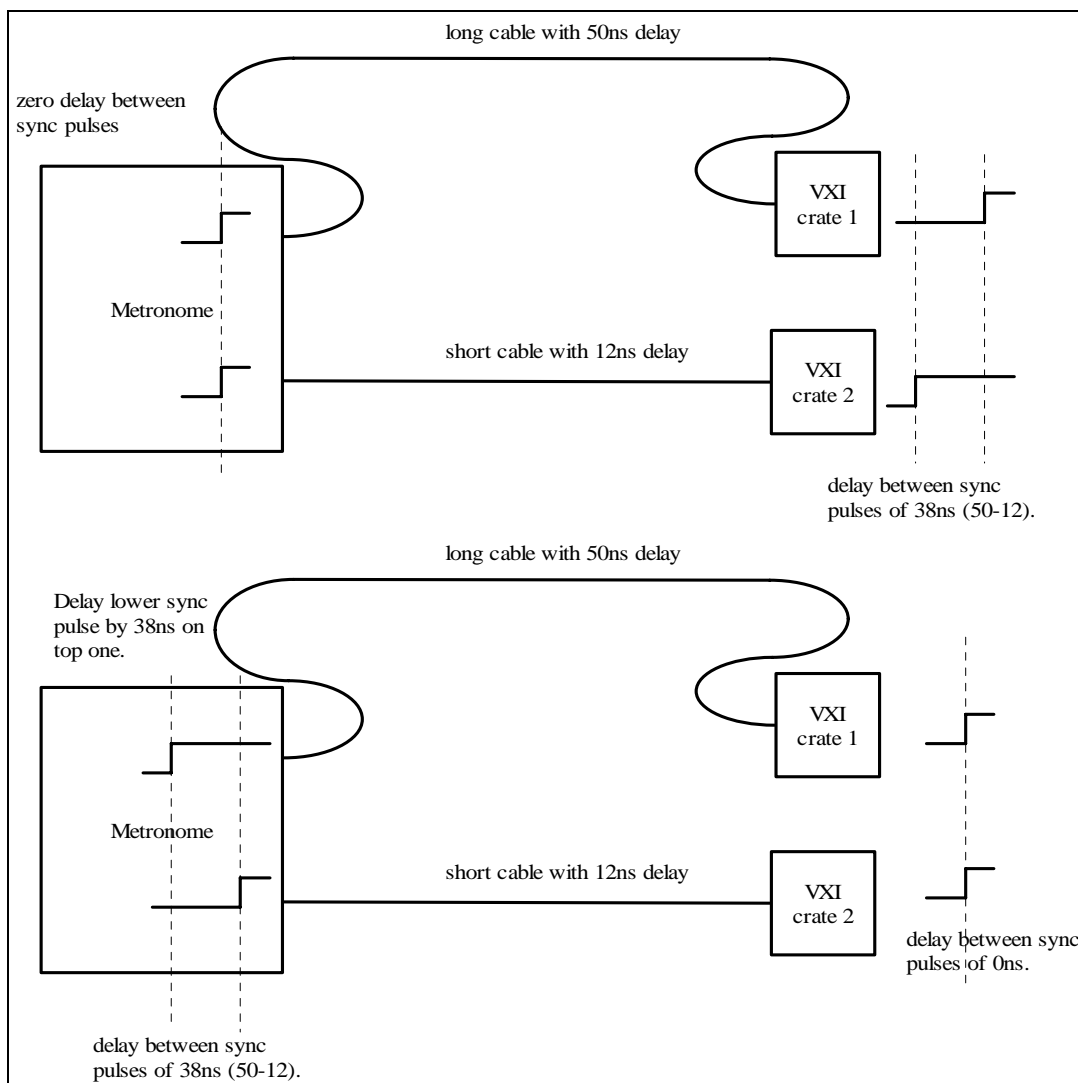 long cable with 50ns delay
zero delay between
sync pulses
VXI
crate 1
Metronome
short cable with 12ns delay
VXI
crate 2
delay between sync
pulses of 38ns (50-12).
long cable with 50ns delay
Delay lower sync
pulse by 38ns on
top one.
VXI
crate 1
Metronome
short cable with 12ns delay
VXI
crate 2
delay between sync
pulses of 0ns.
delay between sync
pulses of 38ns (50-12).